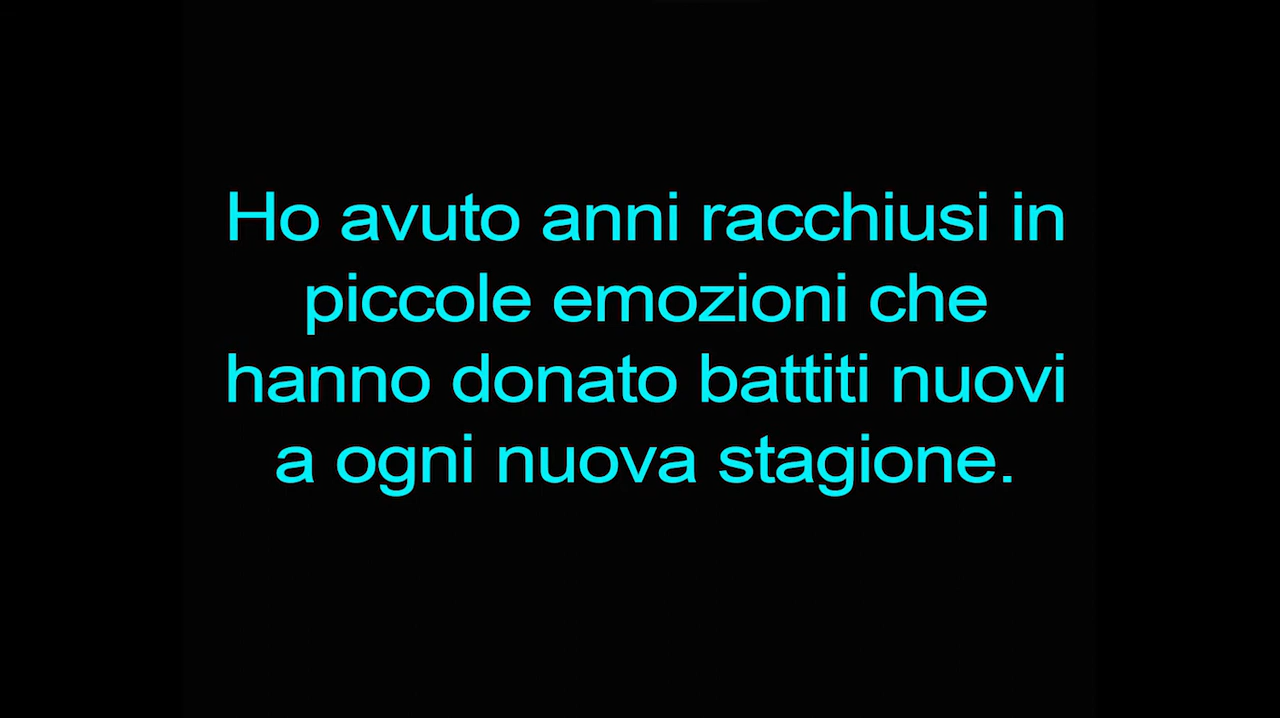 Ho avuto anni racchiusi in
piccole emozioni che
hanno donato battiti nuovi
a ogni nuova stagione.